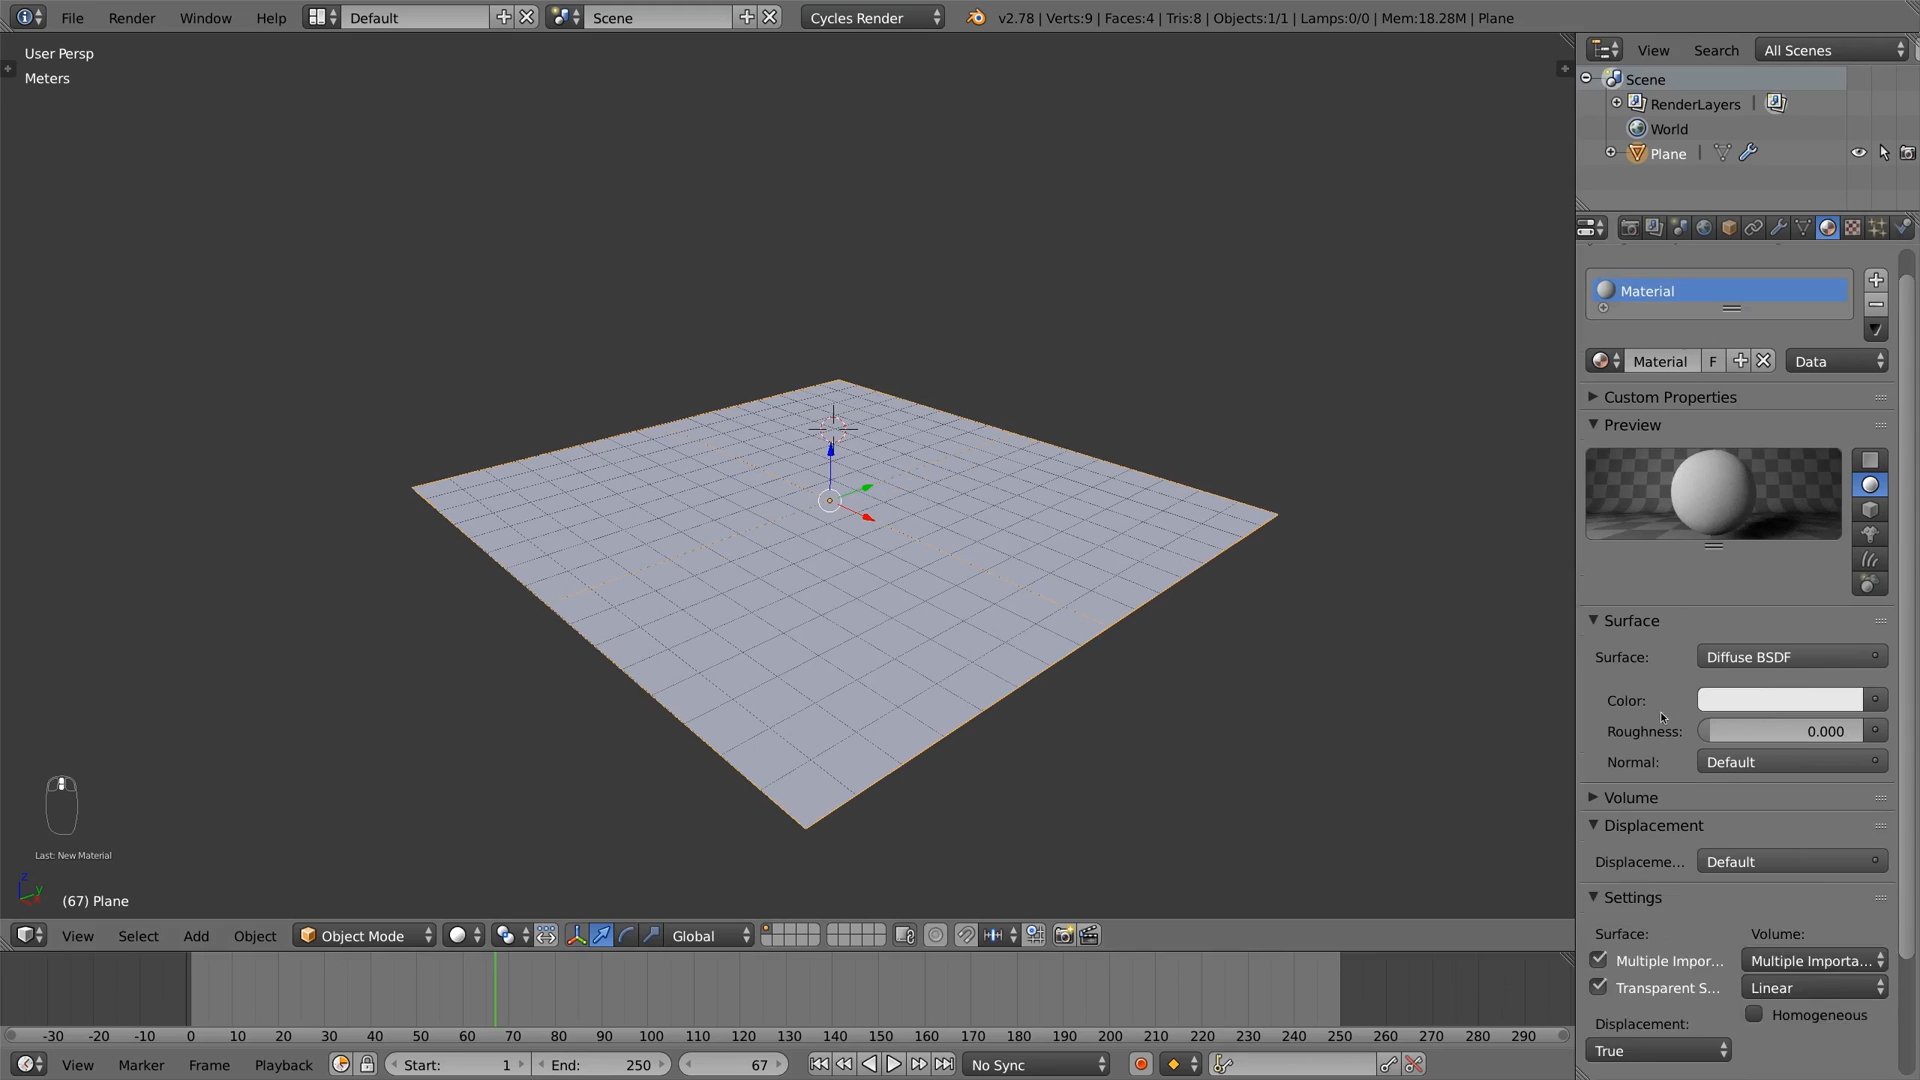 File Render Window Help Default Scene Cycles Render v2.78 | Verts:9 | Faces:4 | Tris:8 | Objects:1/1 | Lamps:0/0 | Mem:18.28M | Plane
User Persp
Meters
View Search All Scenes
Scene
RenderLayers |
World
Plane |
Material
Material F Data
Custom Properties
Preview
Surface
Surface: Diffuse BSDF
Color:
Roughness: 0.000
Normal: Default
Volume
Displacement
Displaceme... Default
Settings
Surface: Volume:
Multiple Impor... Multiple Importa...
Transparent S... Linear
Homogeneous
Displacement:
True
Last: New Material
z
y
(67) Plane
View Select Add Object Object Mode Global
-30 -20 -10 0 10 20 30 40 50 60 70 80 90 100 110 120 130 140 150 160 170 180 190 200 210 220 230 240 250 260 270 280 290
View Marker Frame Playback Start: 1 End: 250 67 No Sync